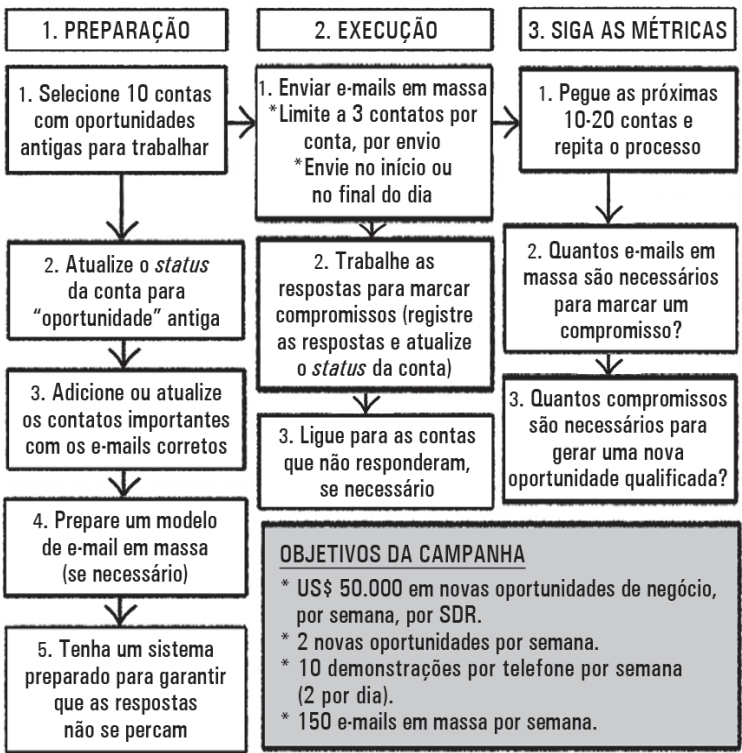 1. PREPARAÇÃO
1. Selecione 10 contas
com oportunidades
antigas para trabalhar
2. Atualize o status
da conta para
“oportunidade” antiga
3. Adicione ou atualize
os contatos importantes
com os e-mails corretos
4. Prepare um modelo
de e-mail em massa
(se necessário)
5. Tenha um sistema
preparado para garantir
que as respostas
não se percam
2. EXECUÇÃO
1. Enviar e-mails em massa
*Limite a 3 contatos por
conta, por envio
*Envie no início ou
no final do dia
2. Trabalhe as
respostas para marcar
compromissos (registre
as respostas e atualize
o status da conta)
3. Ligue para as contas
que não responderam,
se necessário
3. SIGA AS MÉTRICAS
1. Pegue as próximas
10-20 contas e
repita o processo
2. Quantos e-mails em
massa são necessários
para marcar um
compromisso?
3. Quantos compromissos
são necessários para
gerar uma nova
oportunidade qualificada?
OBJETIVOS DA CAMPANHA
* US$ 50.000 em novas oportunidades de negócio,
por semana, por SDR.
* 2 novas oportunidades por semana.
* 10 demonstrações por telefone por semana
(2 por dia).
* 150 e-mails em massa por semana.